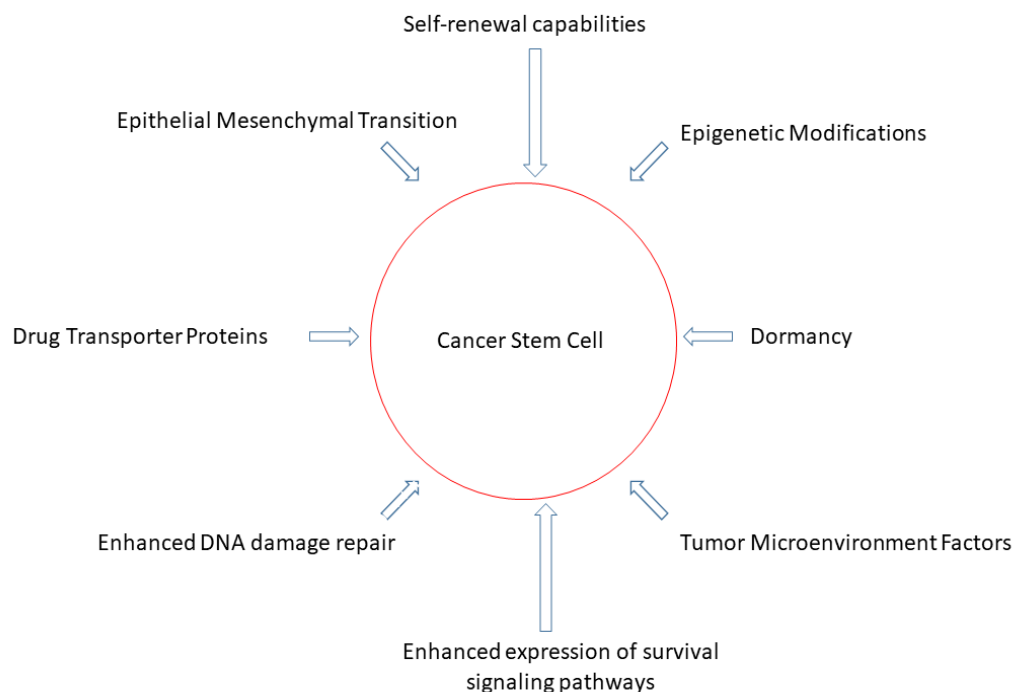 Self-renewal capabilities
Epithelial Mesenchymal Transition
Epigenetic Modifications
Drug Transporter Proteins
Cancer Stem Cell
Dormancy
Enhanced DNA damage repair
Tumor Microenvironment Factors
Enhanced expression of survival
signaling pathways